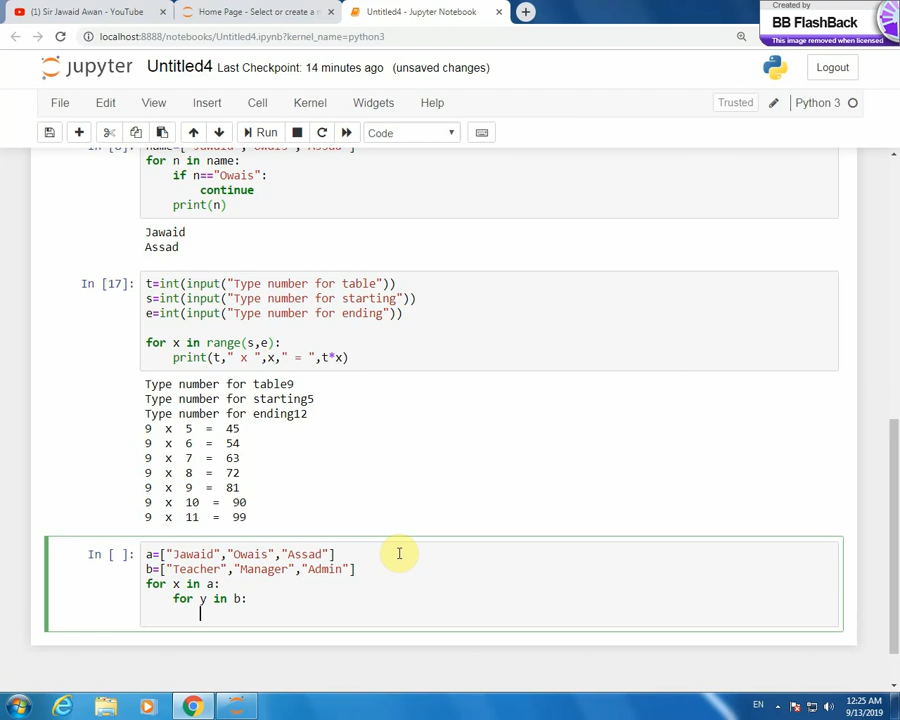 (1) Sir Jawaid Awan - YouTube
Home Page - Select or create a n
Untitled4 - Jupyter Notebook
Created by
BB FlashBack
This image removed when licensed
localhost:8888/notebooks/Untitled4.ipynb?kernel_name=python3
jupyter Untitled4 Last Checkpoint: 14 minutes ago (unsaved changes)
Logout
File Edit View Insert Cell Kernel Widgets Help
Trusted Python 3
Run Code
In [8]: name=["Jawaid","Owais","Assad"]
for n in name:
    if n=="Owais":
        continue
    print(n)
Jawaid
Assad
In [17]: t=int(input("Type number for table"))
s=int(input("Type number for starting"))
e=int(input("Type number for ending"))
for x in range(s,e):
    print(t," x ",x," = ",t*x)
Type number for table9
Type number for starting5
Type number for ending12
9  x  5  =  45
9  x  6  =  54
9  x  7  =  63
9  x  8  =  72
9  x  9  =  81
9  x  10  =  90
9  x  11  =  99
In [ ]: a=["Jawaid","Owais","Assad"]
b=["Teacher","Manager","Admin"]
for x in a:
    for y in b:
EN
12:25 AM
9/13/2019